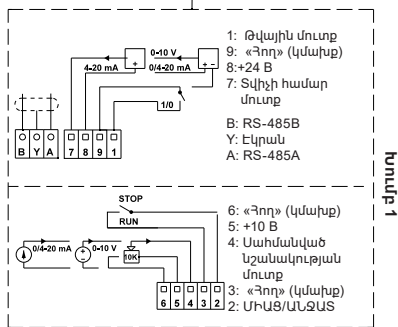 0-10 V
4-20 mA
0/4-20 mA
1/0
B Y A
7 8 9 1
1: Թվային մուտք
9: «Հող» (կմախք)
8:+24 В
7: Տվիչի համար
մուտք
B: RS-485B
Y: Էկրան
A: RS-485A
Խումբ 1
STOP
RUN
0/4-20 mA
0-10 V
10K
6 5 4 3 2
6: «Հող» (կմախք)
5: +10 В
4: Սահմանված
նշանակության
մուտք
3: «Հող» (կմախք)
2: ՄԻԱՑ/ԱՆՋԱՏ